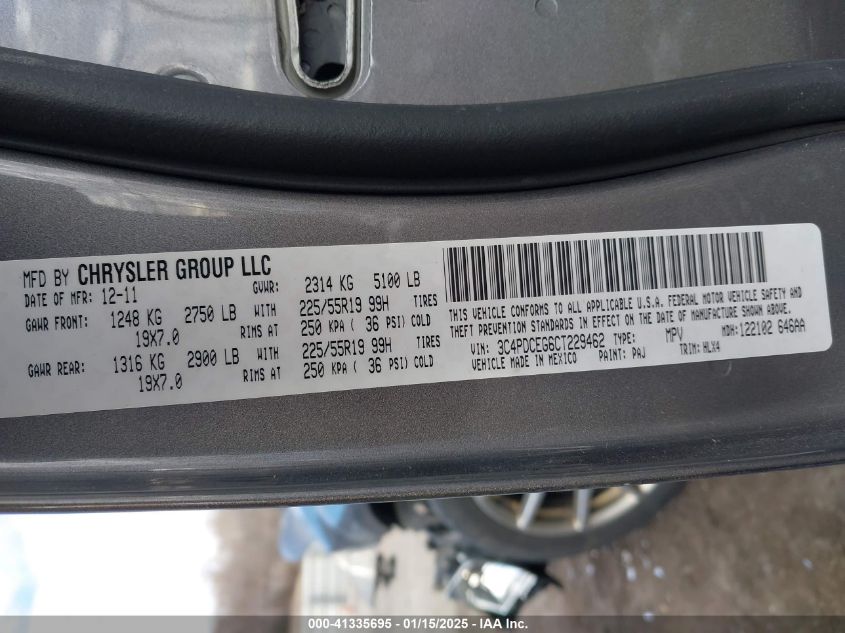 MFD BY CHRYSLER GROUP LLC
DATE OF MFR: 12-11 GVWR: 2314 KG 5100 LB
GAWR FRONT: 1248 KG 2750 LB WITH 225/55R19 99H TIRES
19X7.0 RIMS AT 250 KPA ( 36 PSI) COLD
GAWR REAR: 1316 KG 2900 LB WITH 225/55R19 99H TIRES
19X7.0 RIMS AT 250 KPA ( 36 PSI) COLD
THIS VEHICLE CONFORMS TO ALL APPLICABLE U.S.A. FEDERAL MOTOR VEHICLE SAFETY AND
THEFT PREVENTION STANDARDS IN EFFECT ON THE DATE OF MANUFACTURE SHOWN ABOVE.
VIN: 3C4PDCEG6CT229462 TYPE: MPV MDH: 122102 646AA
VEHICLE MADE IN MEXICO PAINT: PAJ TRIM: HLX4
000-41335695 - 01/15/2025 - IAA Inc.